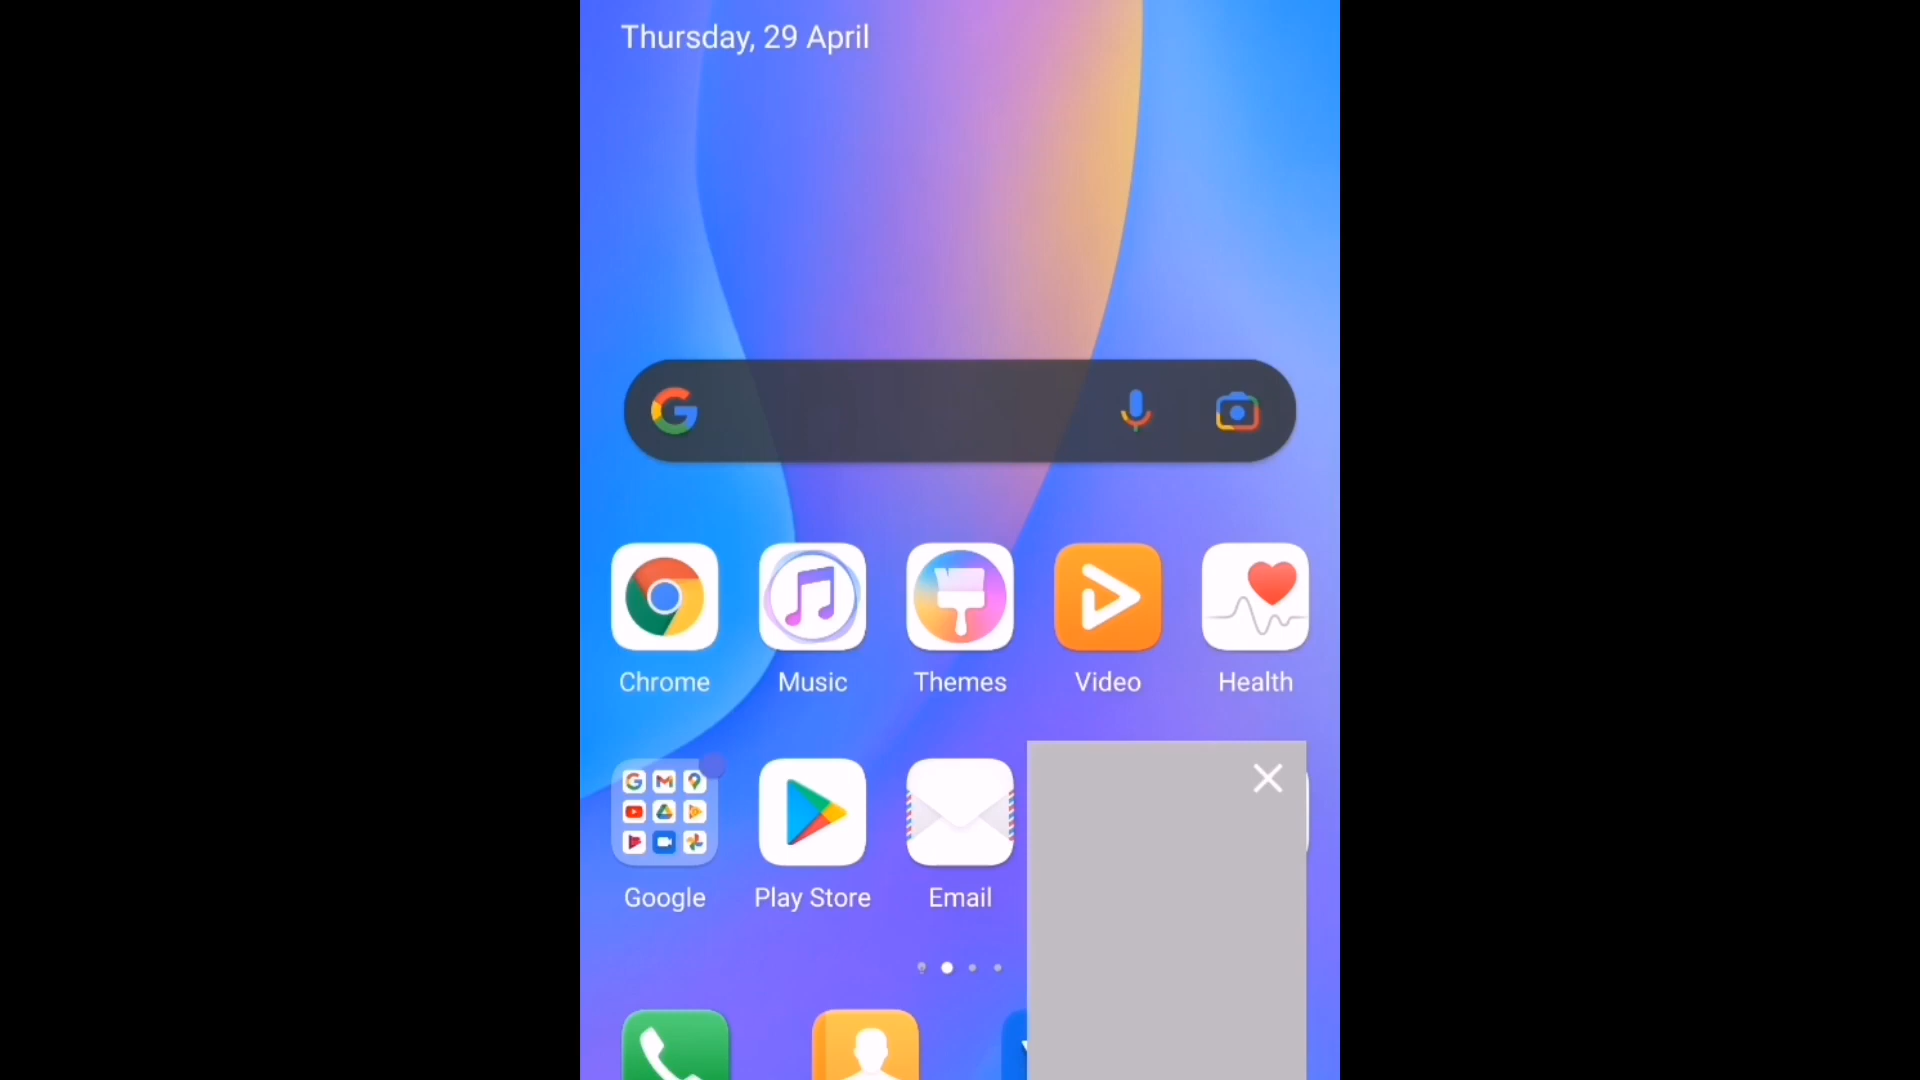 Thursday, 29 April
Chrome
Music
Themes
Video
Health
Google
Play Store
Email